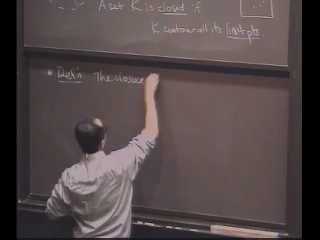 A set K is closed if
K contains all its limit pts
• Def'n The closure